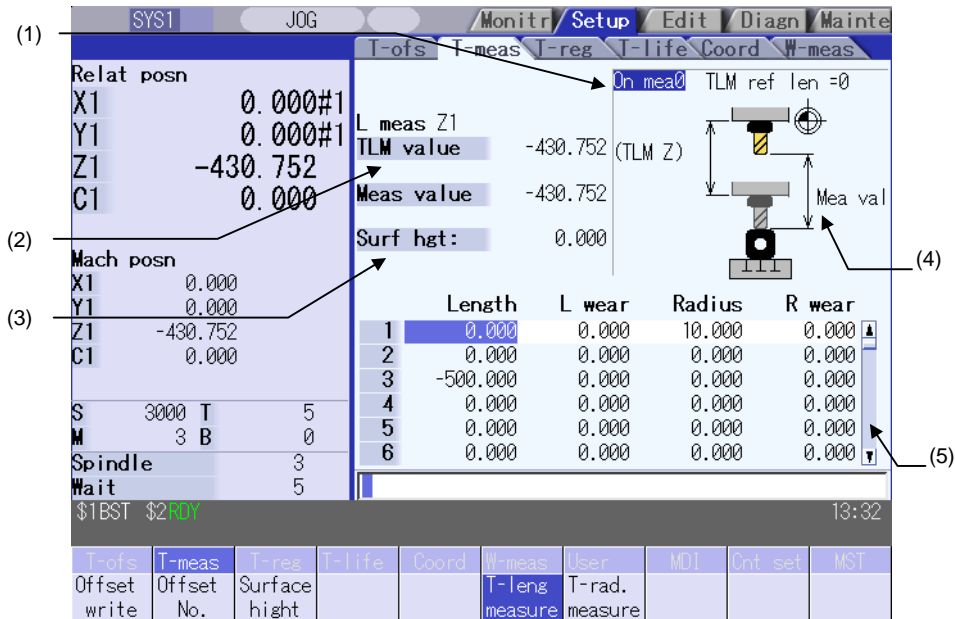 (1)
SYS1 JOG Monitr Setup Edit Diagn Mainte
T-ofs T-meas T-reg T-life Coord W-meas
Relat posn
X1 0.000#1
Y1 0.000#1
Z1 -430.752
C1 0.000
On mea0 TLM ref len =0
L meas Z1
TLM value -430.752 (TLM Z)
Meas value -430.752
Mea val
Surf hgt: 0.000
(2)
(3)
(4)
(5)
Mach posn
X1 0.000
Y1 0.000
Z1 -430.752
C1 0.000
Length L wear Radius R wear
1 0.000 0.000 10.000 0.000
2 0.000 0.000 0.000 0.000
3 -500.000 0.000 0.000 0.000
4 0.000 0.000 0.000 0.000
5 0.000 0.000 0.000 0.000
6 0.000 0.000 0.000 0.000
S 3000 T 5
M 3 B 0
Spindle 3
Wait 5
$1BST $2RDY 13:32
T-ofs T-meas T-reg T-life Coord W-meas User MDI Cnt set MST
Offset write
Offset No.
Surface hight
T-leng measure
T-rad. measure